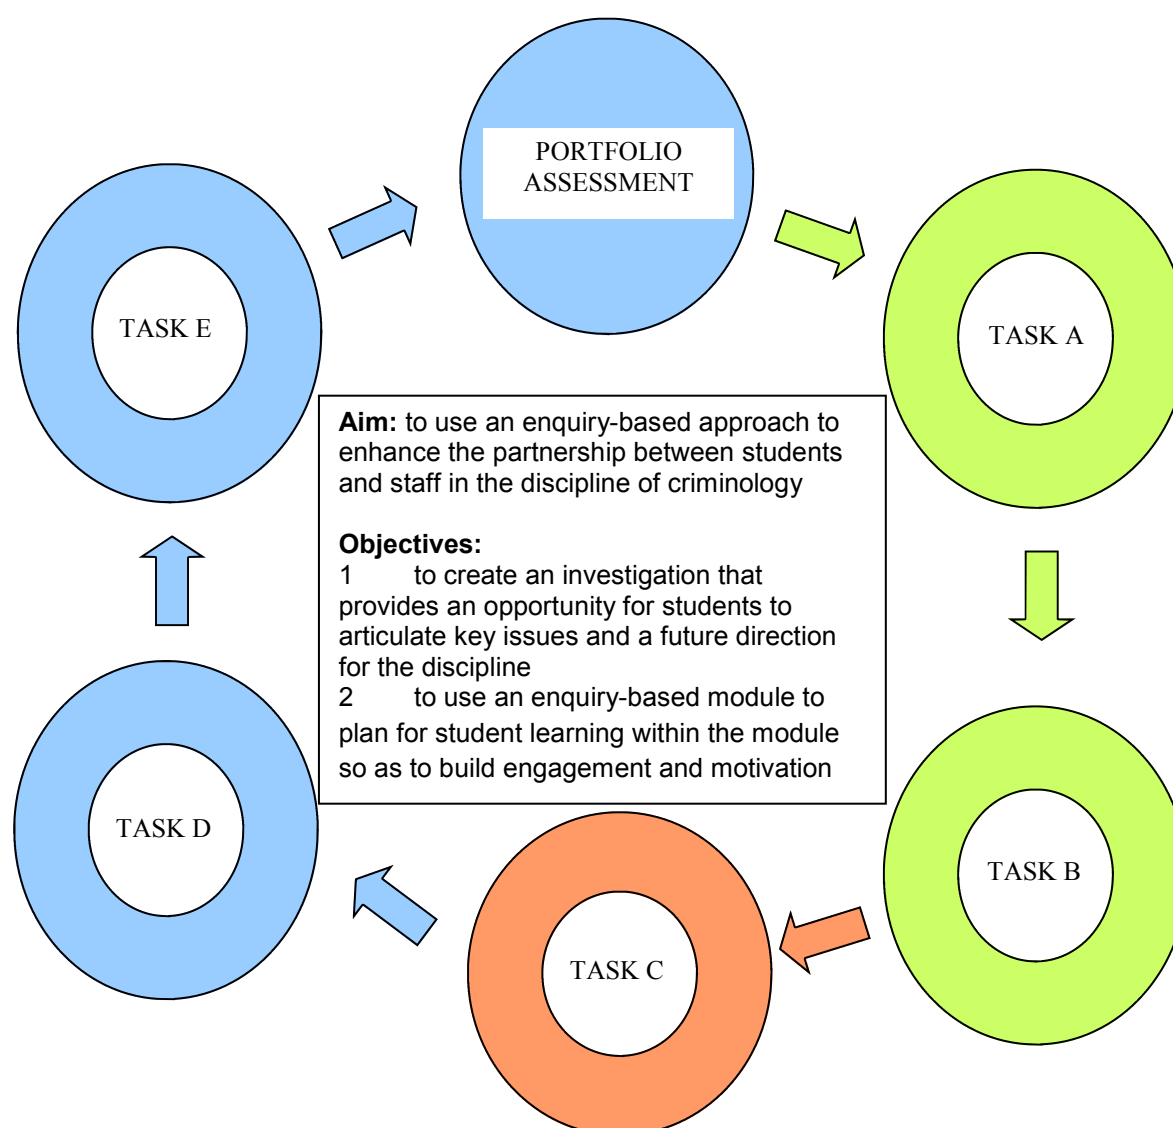 PORTFOLIO
ASSESSMENT
TASK E
TASK A
Aim: to use an enquiry-based approach to
enhance the partnership between students
and staff in the discipline of criminology
Objectives:
1 to create an investigation that
provides an opportunity for students to
articulate key issues and a future direction
for the discipline
2 to use an enquiry-based module to
plan for student learning within the module
so as to build engagement and motivation
TASK D
TASK B
TASK C